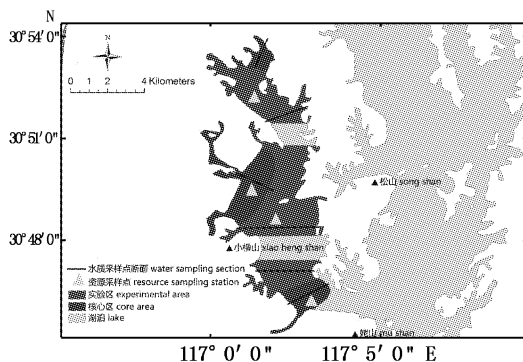 N
30°54′0″
0 1 2 4 Kilometers
30°51′0″
▲松山 song shan
30°48′0″
▲小横山 xiao heng shan
水质采样点断面 water sampling section
资源采样点 resource sampling station
实验区 experimental area
核心区 core area
湖泊 lake
▲姥山 mu shan
117°0′0″ 117°5′0″E